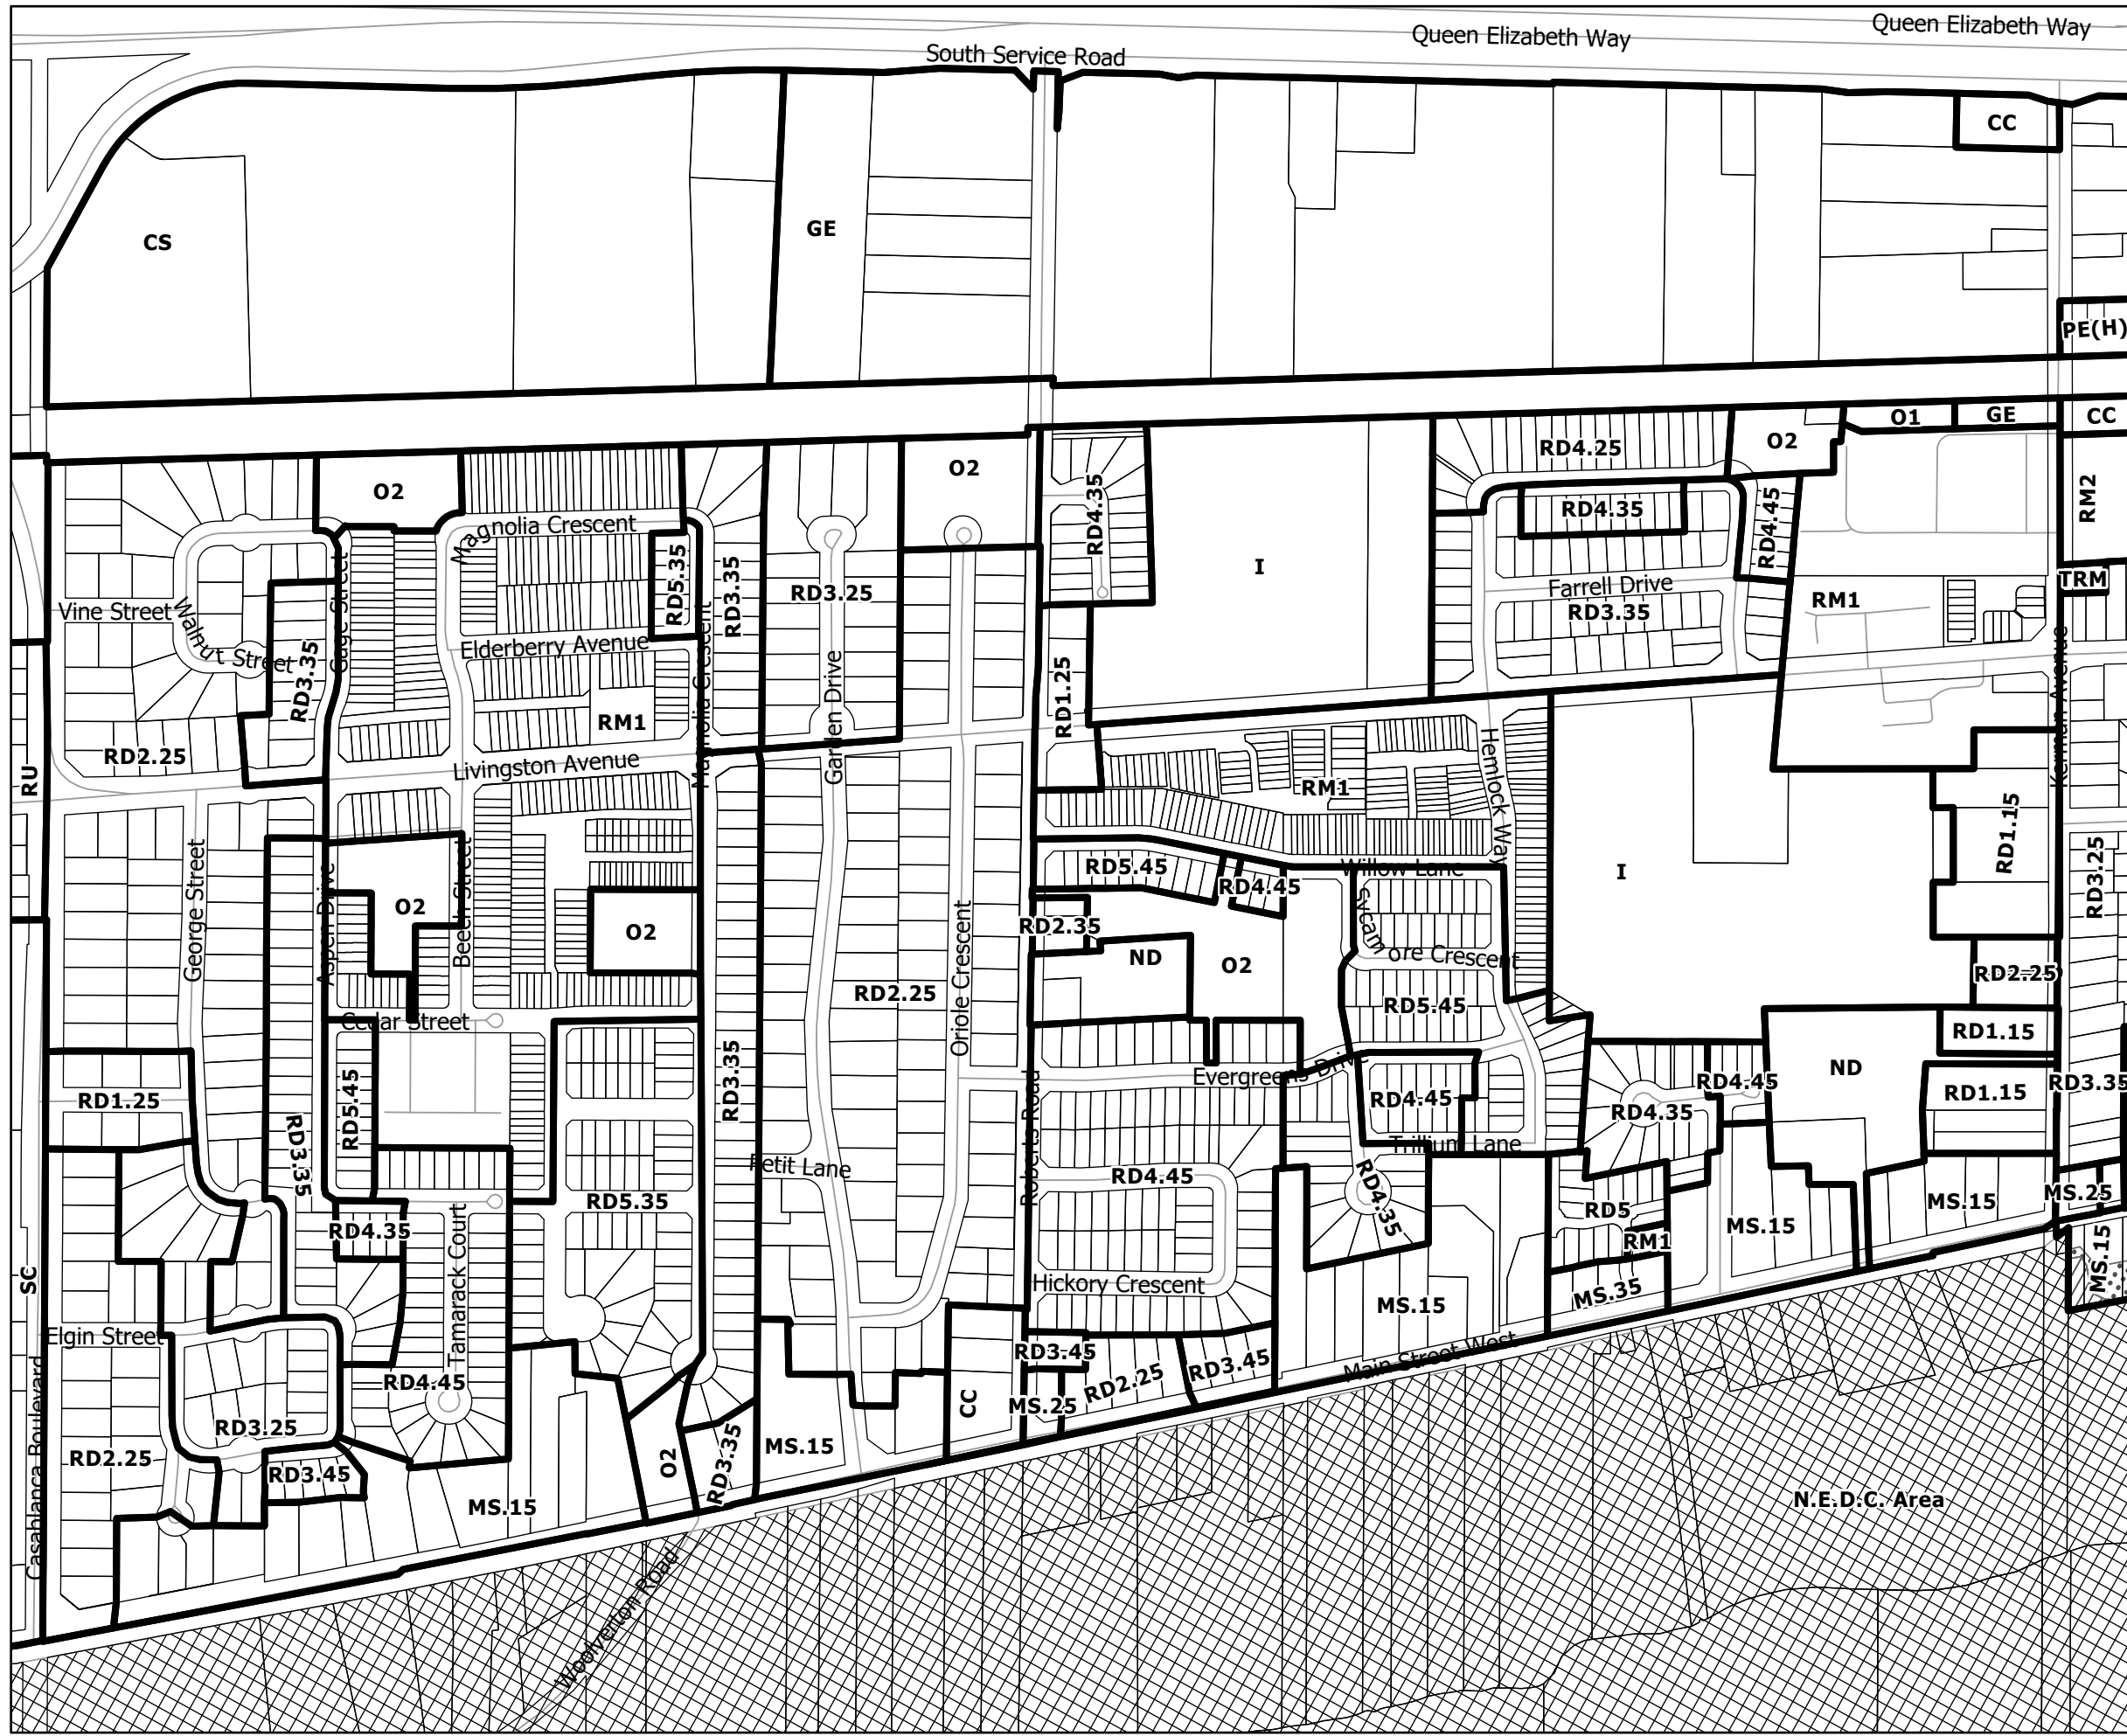 Queen Elizabeth Way
Queen Elizabeth Way
South Service Road
CC
CS
GE
PE(H)
O1
GE
CC
O2
RD4.25
O2
O2
RM2
RD4.35
RD4.35
RD4.45
Magnolia Crescent
RD5.35
RD3.35
Gage Street
I
TRM
Farrell Drive
RD3.25
RM1
Vine Street
Walnut Street
RD3.35
Elderberry Avenue
RD3.35
Magnolia Crescent
Garden Drive
RD1.25
Kerman Avenue
RM1
RD2.25
RU
Livingston Avenue
Hemlock Way
RM1
RD1.15
George Street
Aspen Drive
Beech Street
O2
O2
RD5.45
RD4.45
Willow Lane
I
RD3.25
RD2.35
Sycamore Crescent
ND
O2
RD2.25
RD2.25
Oriole Crescent
RD5.45
Cedar Street
RD1.15
RD3.35
Evergreens Drive
ND
RD4.45
RD3.35
RD1.25
RD5.45
RD4.45
RD1.15
RD4.35
RD3.35
Roberts Road
Trillium Lane
Petit Lane
RD4.45
RD4.35
RD5.35
MS.15
MS.25
RD5
MS.15
RD4.35
RM1
MS.15
SC
Tamarack Court
Hickory Crescent
MS.35
MS.15
Elgin Street
Main Street West
RD3.45
RD2.25
RD3.45
RD4.45
CC
MS.25
RD3.25
Casablanca Boulevard
RD2.25
RD3.45
O2
RD3.35
MS.15
MS.15
N.E.D.C. Area
Woolverton Road